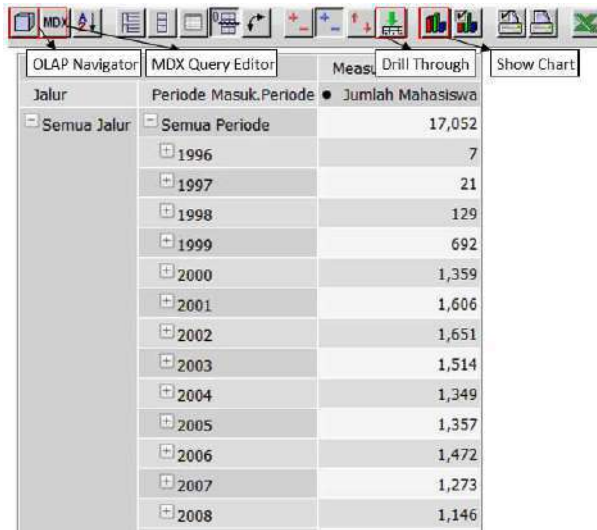 MDX
OLAP Navigator MDX Query Editor Drill Through Show Chart
Measu
Jalur Periode Masuk.Periode ● Jumlah Mahasiswa
Semua Jalur Semua Periode 17,052
1996 7
1997 21
1998 129
1999 692
2000 1,359
2001 1,606
2002 1,651
2003 1,514
2004 1,349
2005 1,357
2006 1,472
2007 1,273
2008 1,146